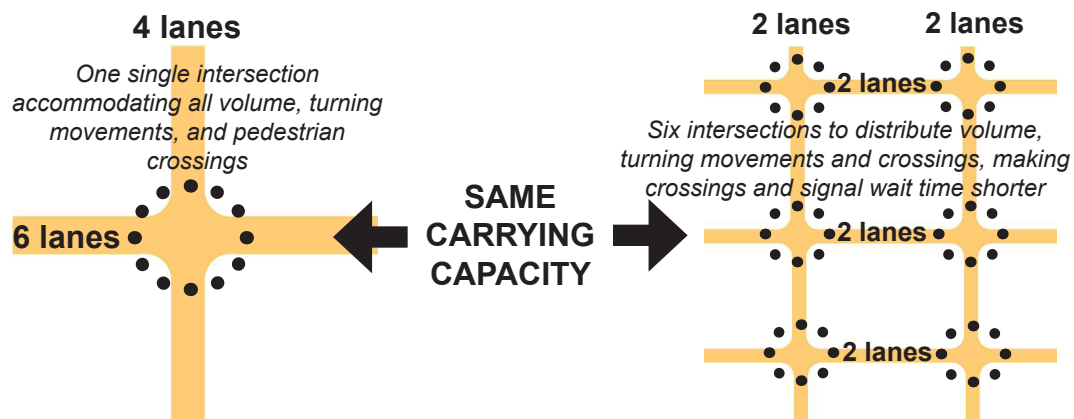 4 lanes
One single intersection
accommodating all volume, turning
movements, and pedestrian
crossings
6 lanes
SAME
CARRYING
CAPACITY
2 lanes
2 lanes
2 lanes
Six intersections to distribute volume,
turning movements and crossings, making
crossings and signal wait time shorter
2 lanes
2 lanes